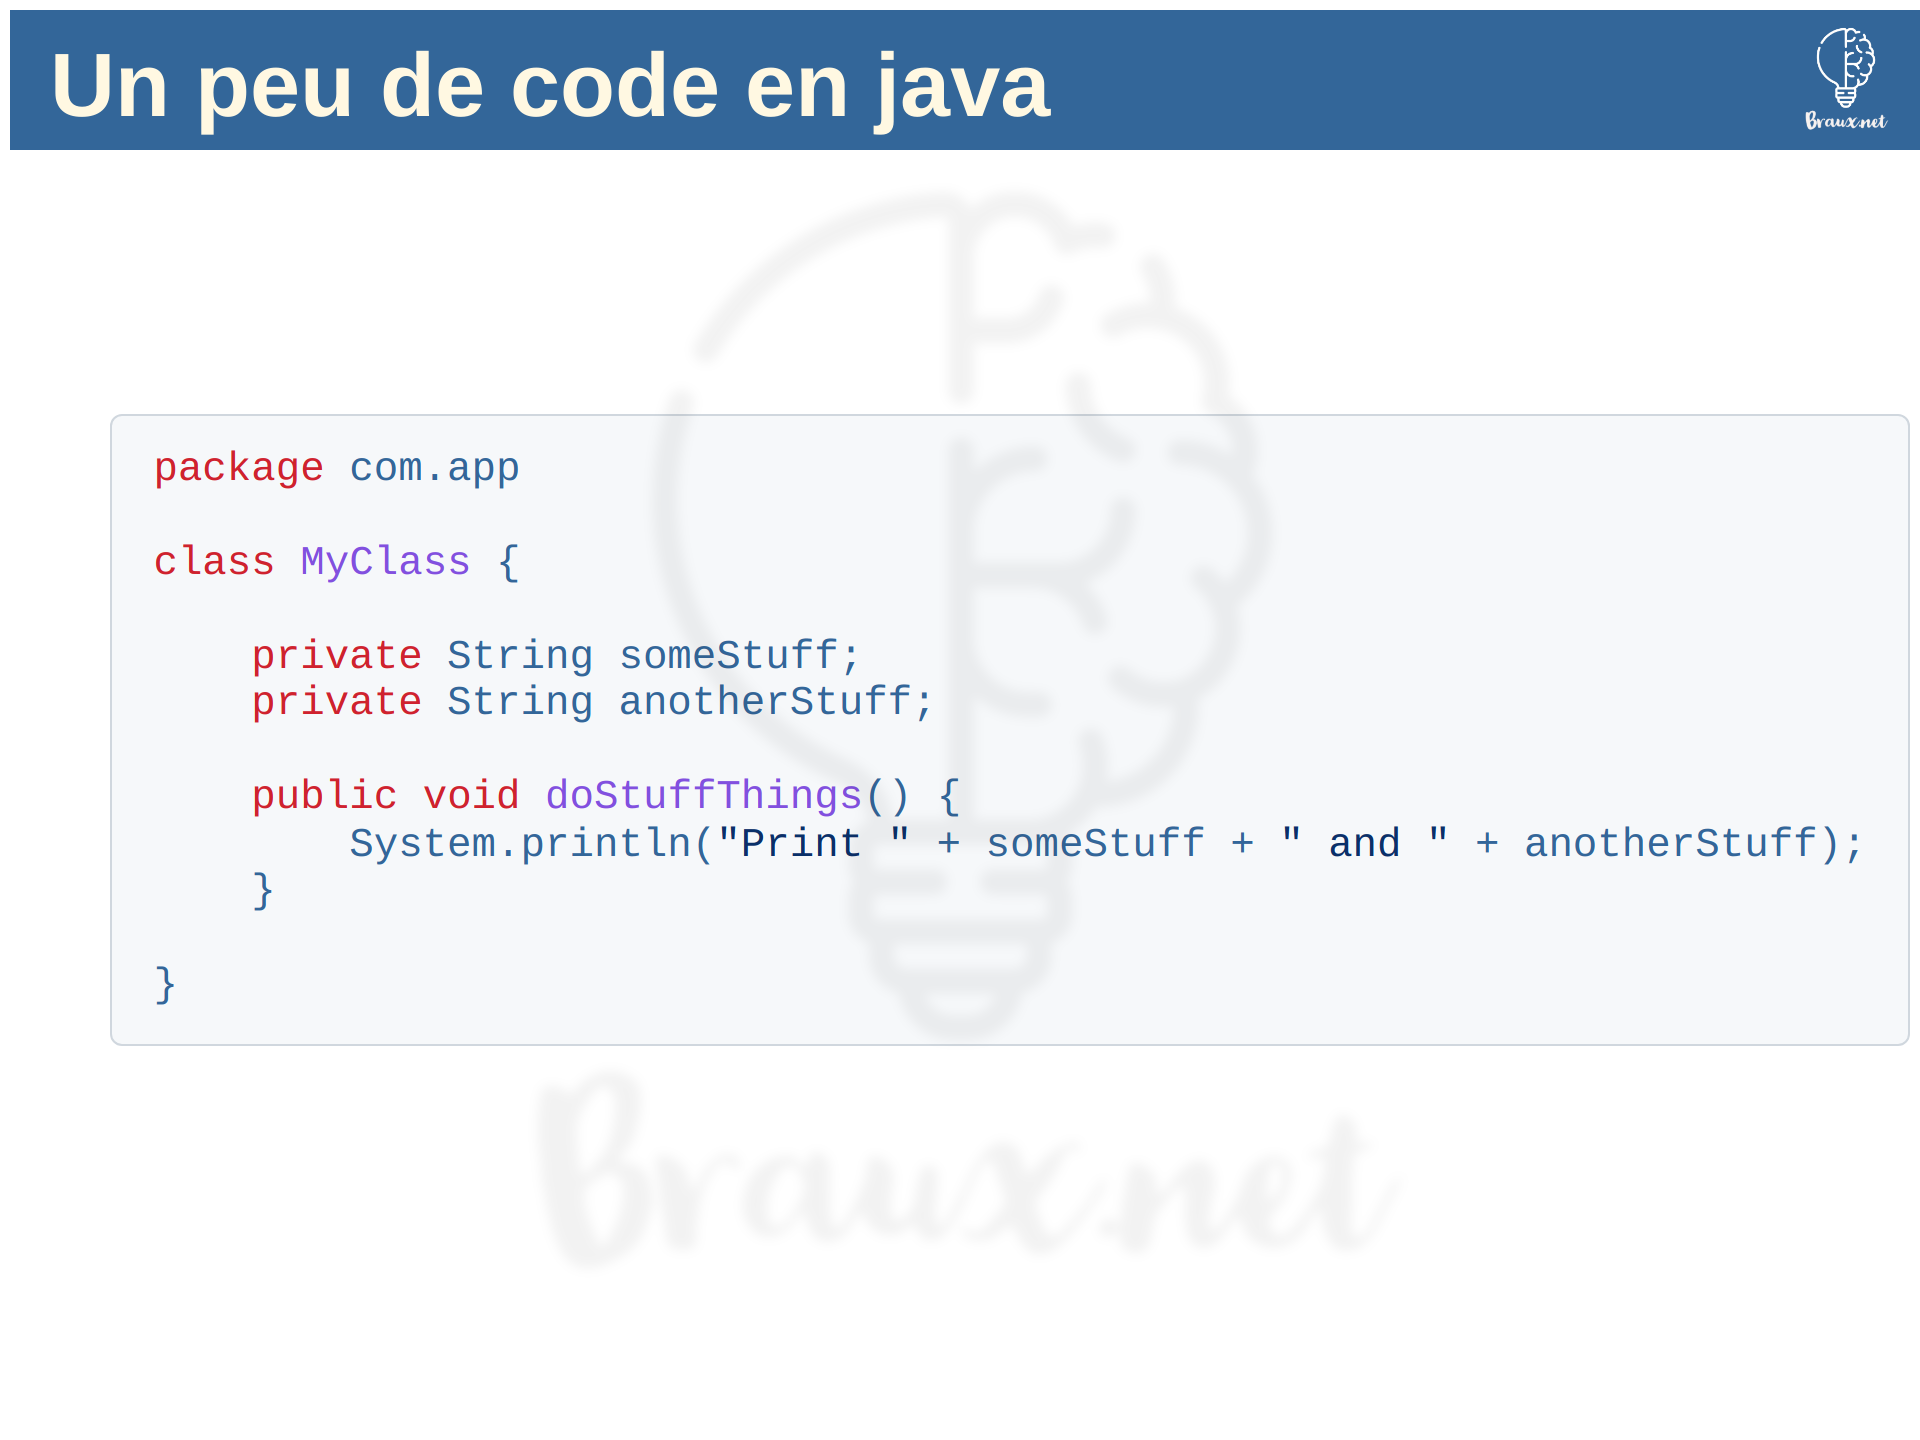 Un peu de code en java
Braux.net
package com.app
class MyClass {
private String someStuff;
private String anotherStuff;
public void doStuffThings() {
System.println("Print " + someStuff + " and " + anotherStuff);
}
}
Braux.net